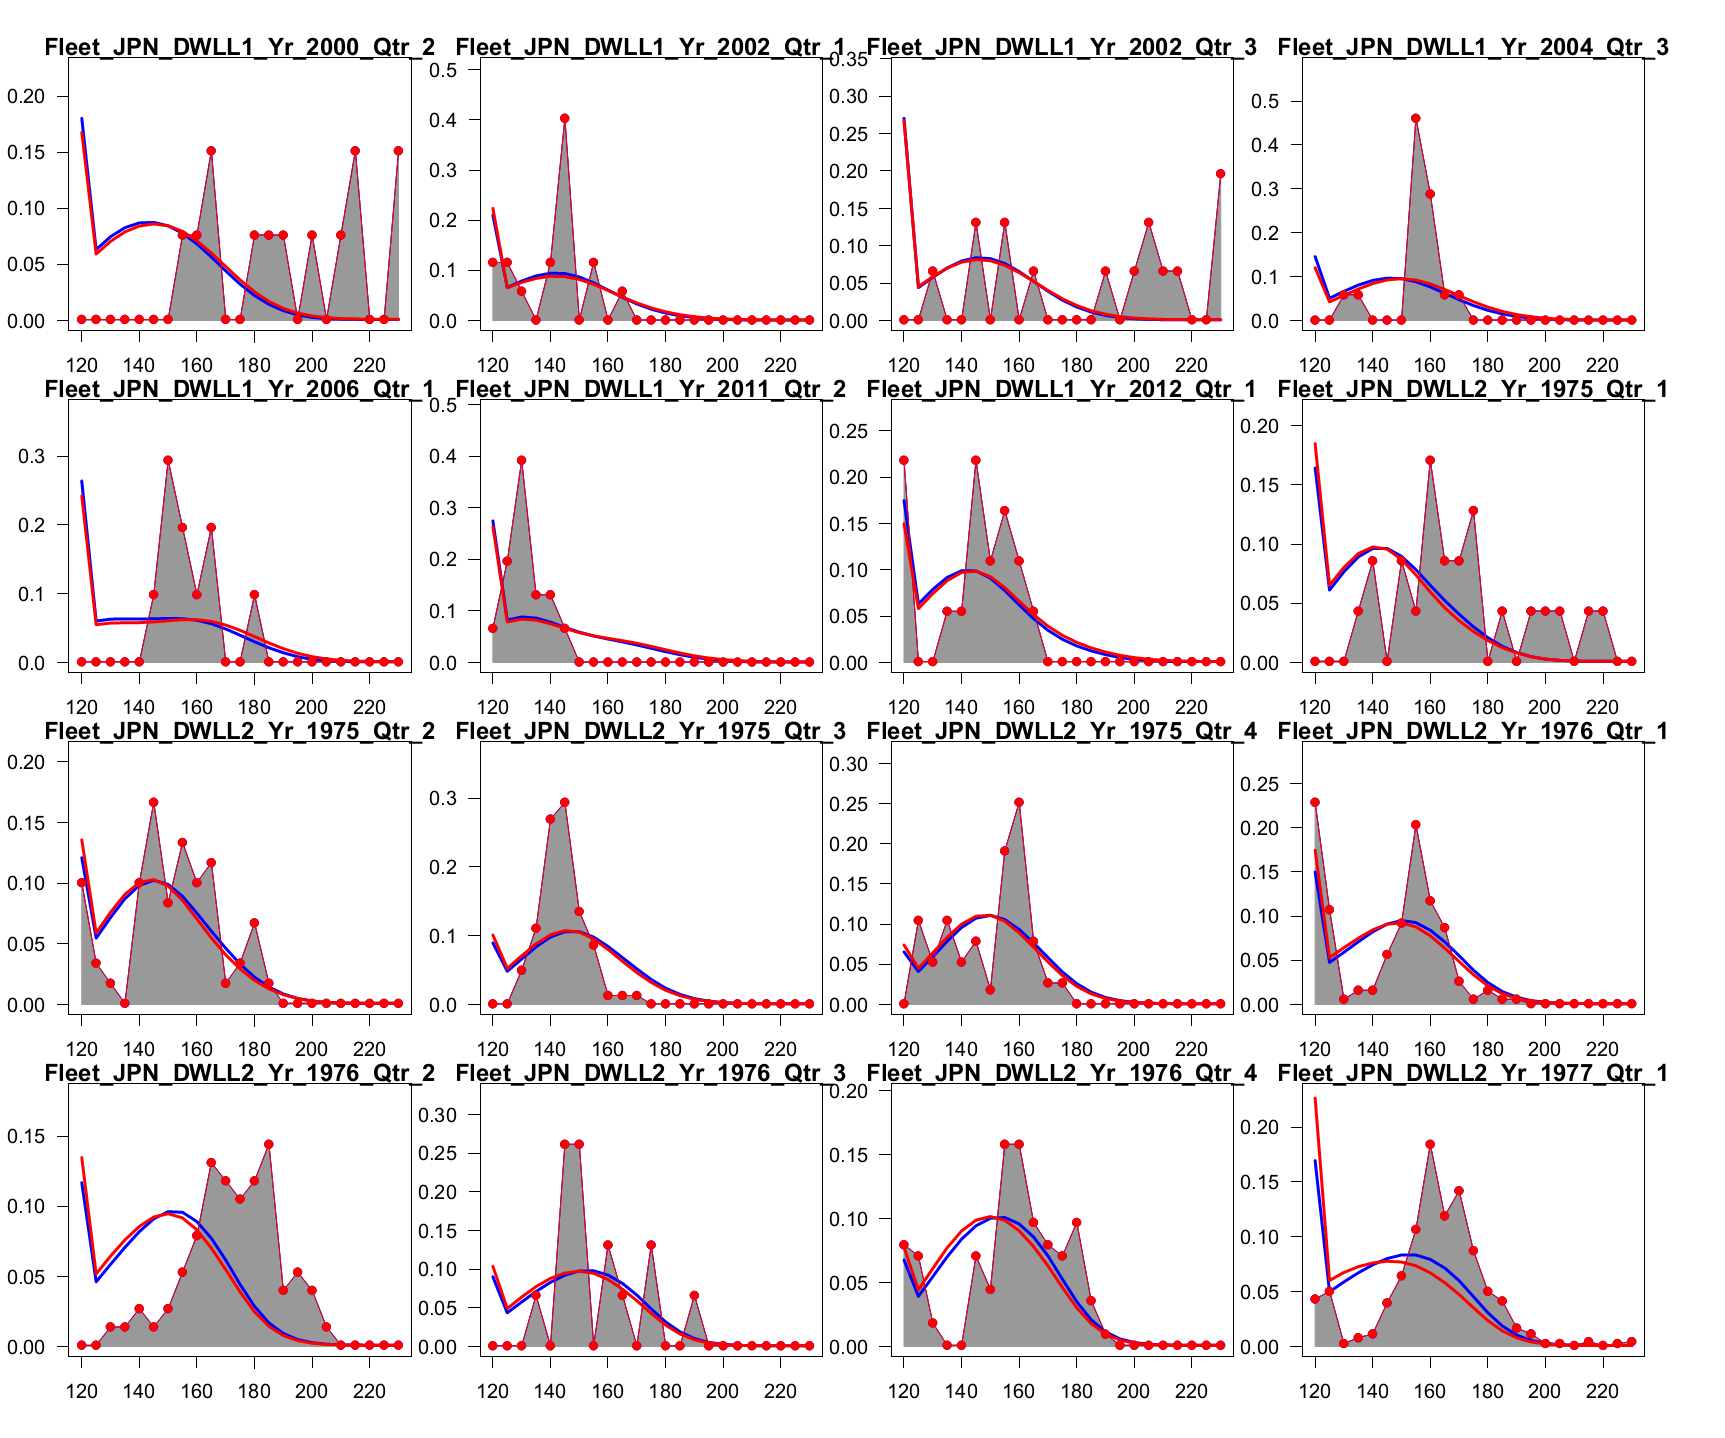 Fleet_JPN_DWLL1_Yr_2000_Qtr_2 Fleet_JPN_DWLL1_Yr_2002_Qtr_1 Fleet_JPN_DWLL1_Yr_2002_Qtr_3 Fleet_JPN_DWLL1_Yr_2004_Qtr_3
0.20 0.15 0.10 0.05 0.00
0.5 0.4 0.3 0.2 0.1 0.0
0.35 0.30 0.25 0.20 0.15 0.10 0.05 0.00
0.5 0.4 0.3 0.2 0.1 0.0
120 140 160 180 200 220 120 140 160 180 200 220 120 140 160 180 200 220 120 140 160 180 200 220
Fleet_JPN_DWLL1_Yr_2006_Qtr_1 Fleet_JPN_DWLL1_Yr_2011_Qtr_2 Fleet_JPN_DWLL1_Yr_2012_Qtr_1 Fleet_JPN_DWLL2_Yr_1975_Qtr_1
0.3 0.2 0.1 0.0
0.5 0.4 0.3 0.2 0.1 0.0
0.25 0.20 0.15 0.10 0.05 0.00
0.20 0.15 0.10 0.05 0.00
120 140 160 180 200 220 120 140 160 180 200 220 120 140 160 180 200 220 120 140 160 180 200 220
Fleet_JPN_DWLL2_Yr_1975_Qtr_2 Fleet_JPN_DWLL2_Yr_1975_Qtr_3 Fleet_JPN_DWLL2_Yr_1975_Qtr_4 Fleet_JPN_DWLL2_Yr_1976_Qtr_1
0.20 0.15 0.10 0.05 0.00
0.3 0.2 0.1 0.0
0.30 0.25 0.20 0.15 0.10 0.05 0.00
0.25 0.20 0.15 0.10 0.05 0.00
120 140 160 180 200 220 120 140 160 180 200 220 120 140 160 180 200 220 120 140 160 180 200 220
Fleet_JPN_DWLL2_Yr_1976_Qtr_2 Fleet_JPN_DWLL2_Yr_1976_Qtr_3 Fleet_JPN_DWLL2_Yr_1976_Qtr_4 Fleet_JPN_DWLL2_Yr_1977_Qtr_1
0.15 0.10 0.05 0.00
0.30 0.25 0.20 0.15 0.10 0.05 0.00
0.20 0.15 0.10 0.05 0.00
0.20 0.15 0.10 0.05 0.00
120 140 160 180 200 220 120 140 160 180 200 220 120 140 160 180 200 220 120 140 160 180 200 220